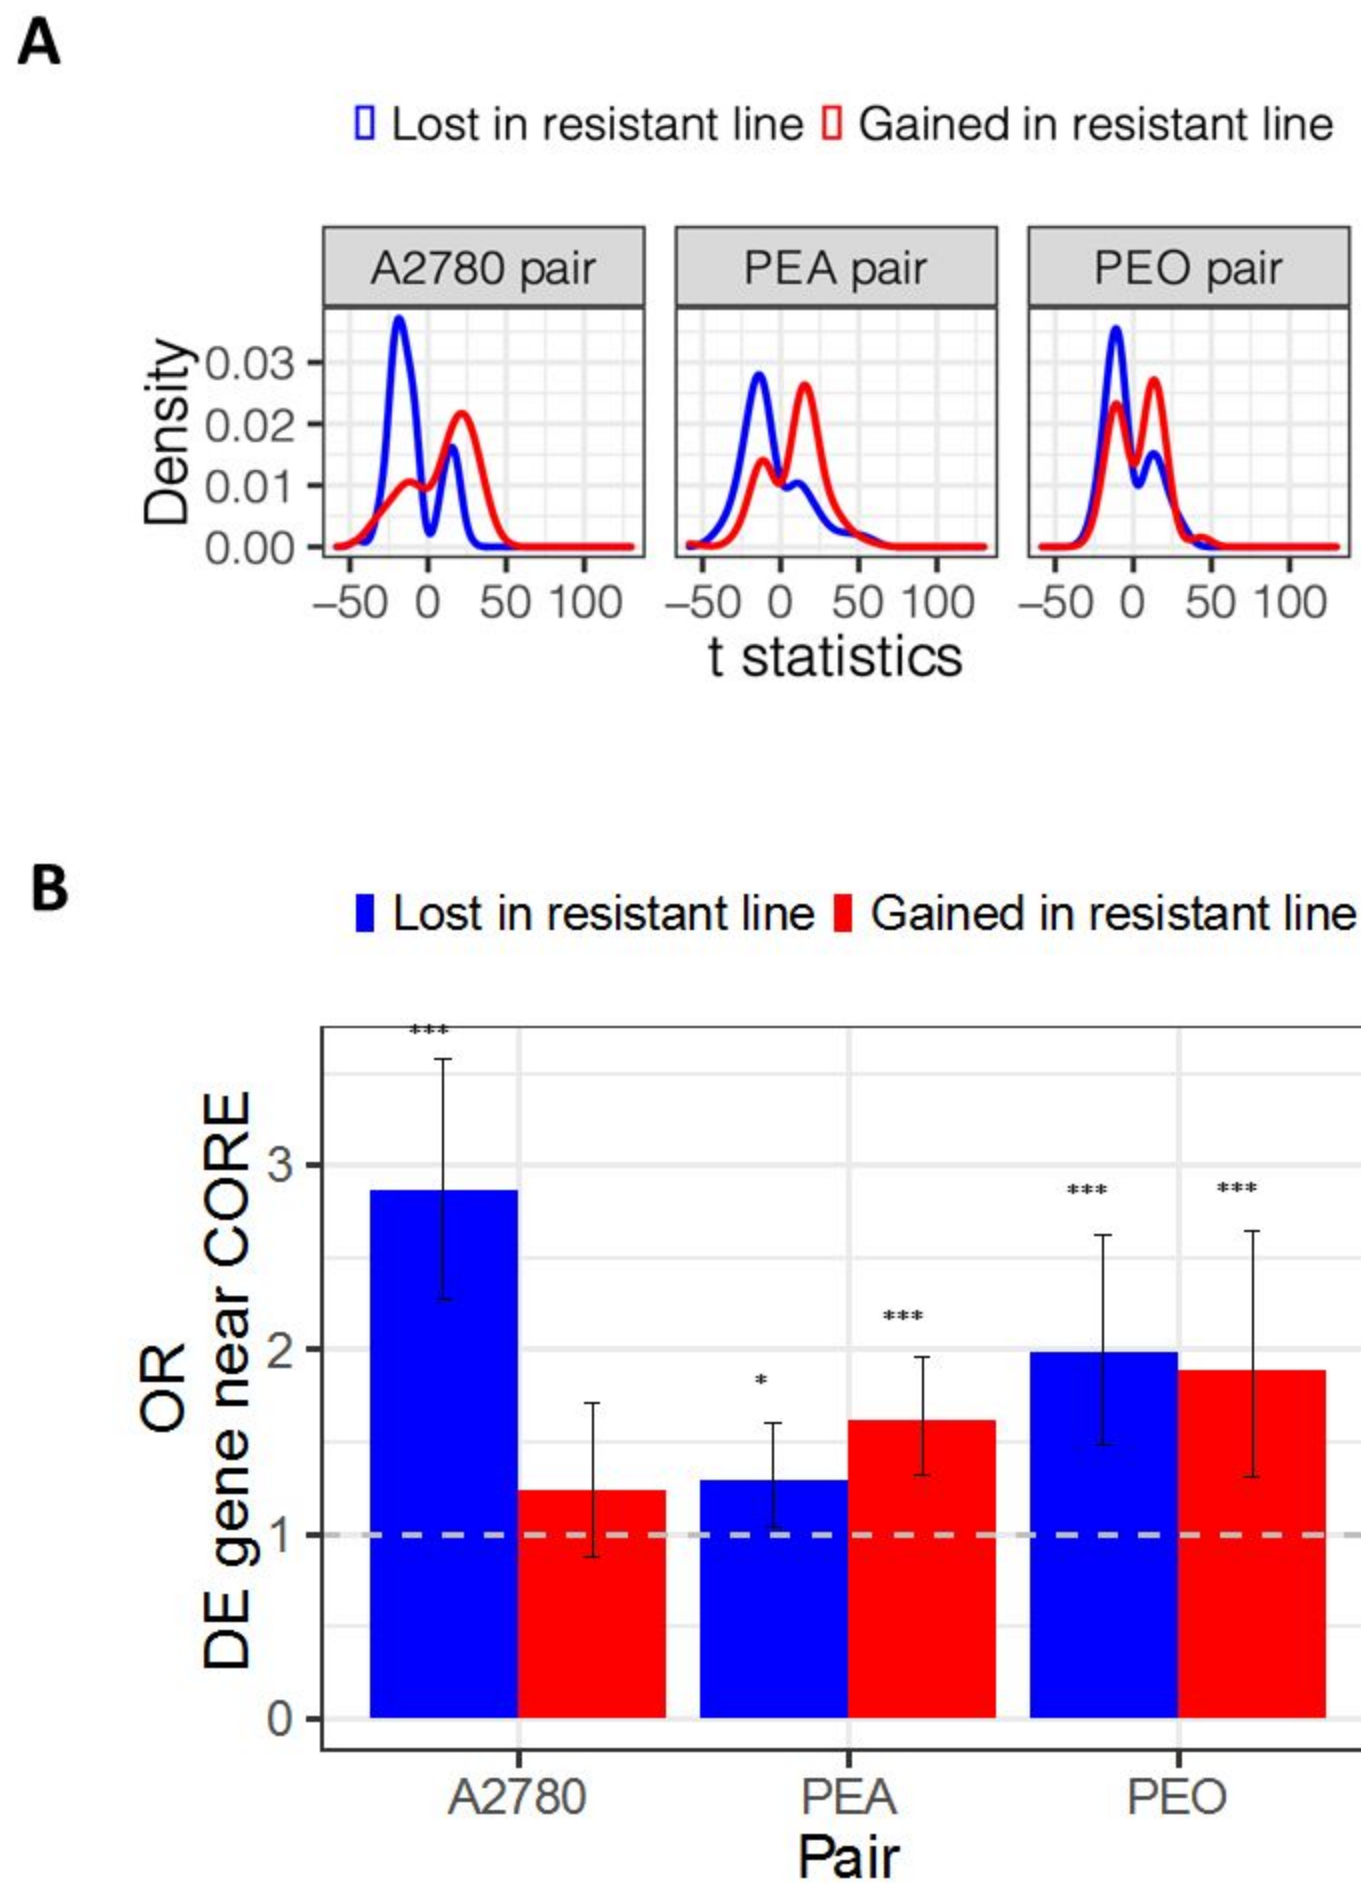 A
Lost in resistant line Gained in resistant line
A2780 pair PEA pair PEO pair
Density
0.03
0.02
0.01
0.00
–50 0 50 100 –50 0 50 100 –50 0 50 100
t statistics
B
Lost in resistant line Gained in resistant line
OR
DE gene near CORE
***
3
*** ***
***
2
*
1
0
A2780 PEA PEO
Pair